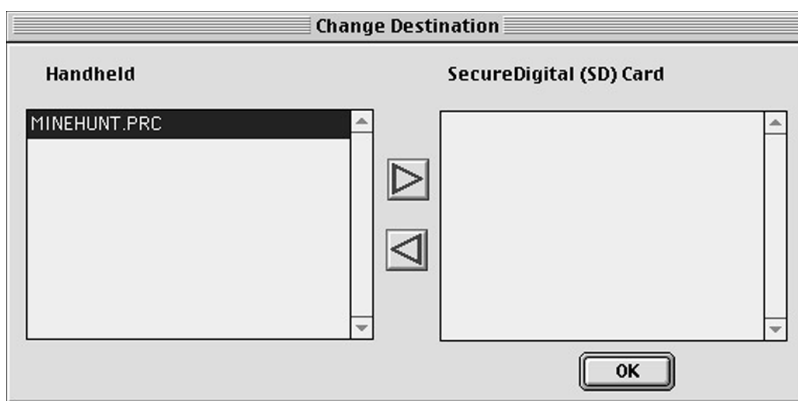 Change Destination
Handheld
SecureDigital (SD) Card
MINEHUNT.PRC
OK